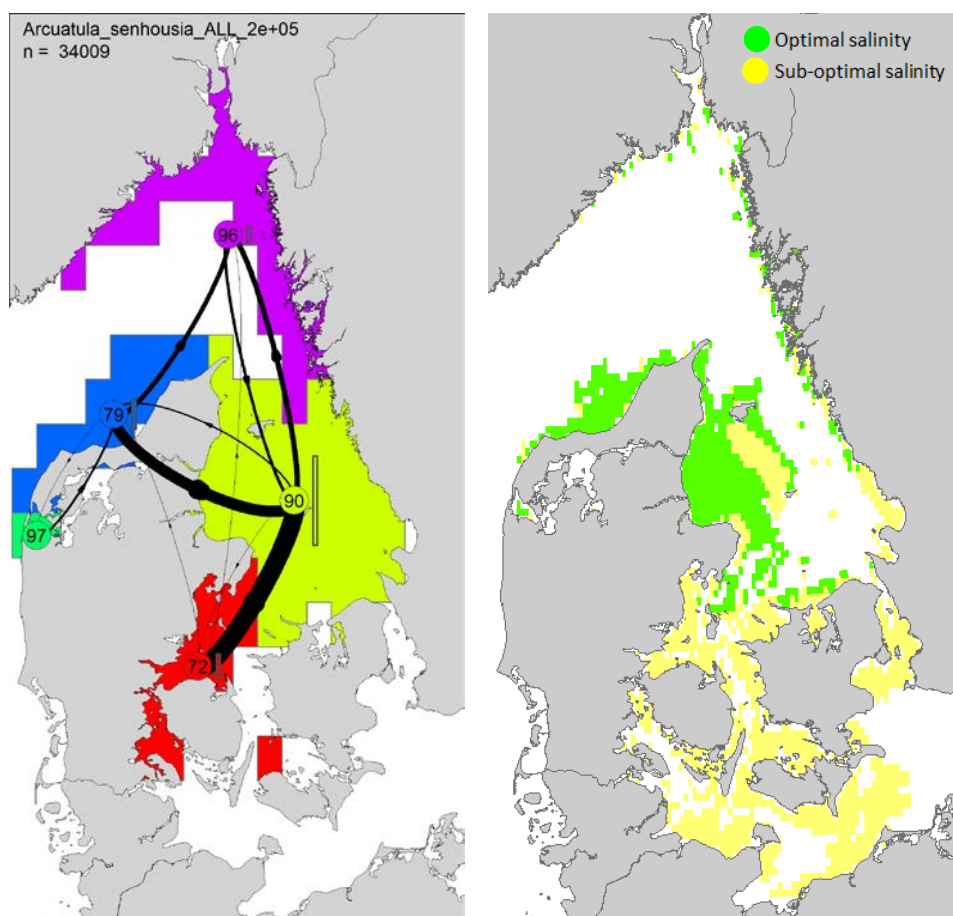 Arcuatula_senhousia_ALL_2e+05
n = 34009
Optimal salinity
Sub-optimal salinity
96
79
90
97
72